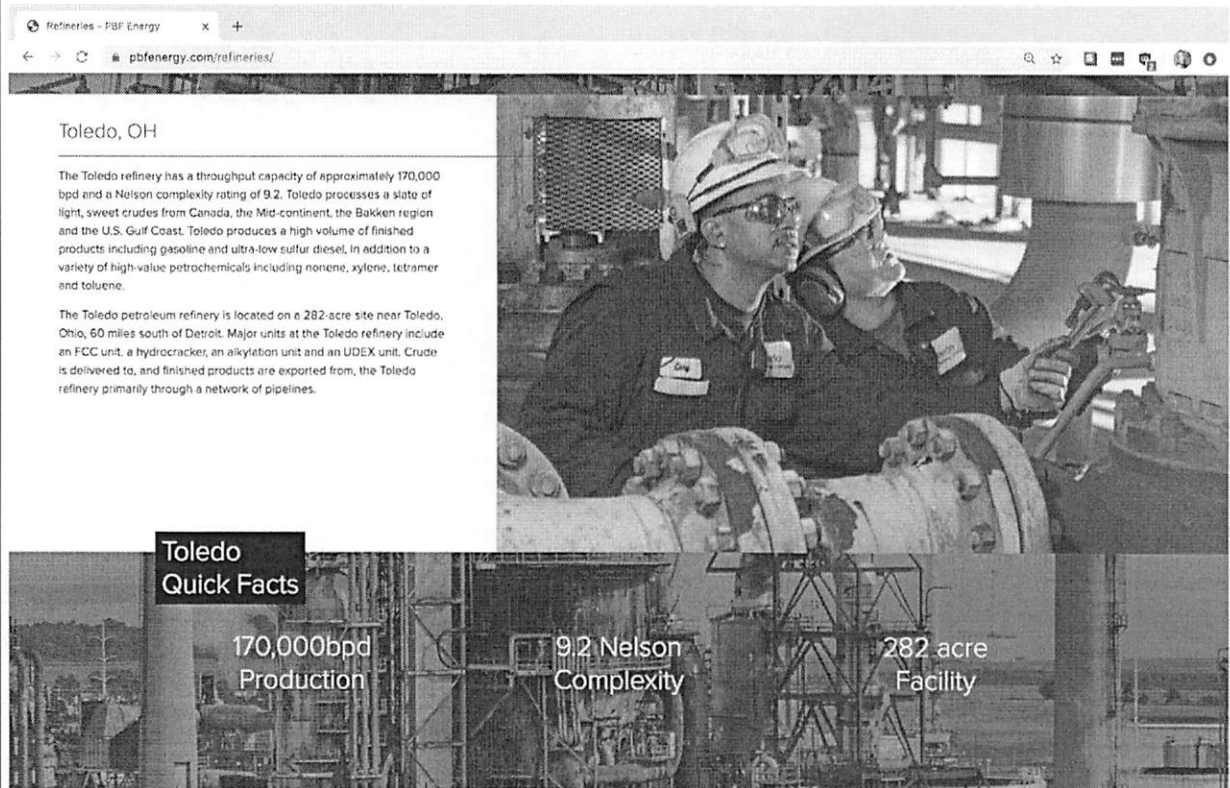 Refineries – PBF Energy
pbfenergy.com/refineries/
Toledo, OH
The Toledo refinery has a throughput capacity of approximately 170,000
bpd and a Nelson complexity rating of 9.2. Toledo processes a slate of
light, sweet crudes from Canada, the Mid-continent, the Bakken region
and the U.S. Gulf Coast. Toledo produces a high volume of finished
products including gasoline and ultra-low sulfur diesel, in addition to a
variety of high-value petrochemicals including nonene, xylene, tetramer
and toluene.
The Toledo petroleum refinery is located on a 282-acre site near Toledo,
Ohio, 60 miles south of Detroit. Major units at the Toledo refinery include
an FCC unit, a hydrocracker, an alkylation unit and an UDEX unit. Crude
is delivered to, and finished products are exported from, the Toledo
refinery primarily through a network of pipelines.
Toledo
Quick Facts
170,000bpd
Production
9.2 Nelson
Complexity
282 acre
Facility